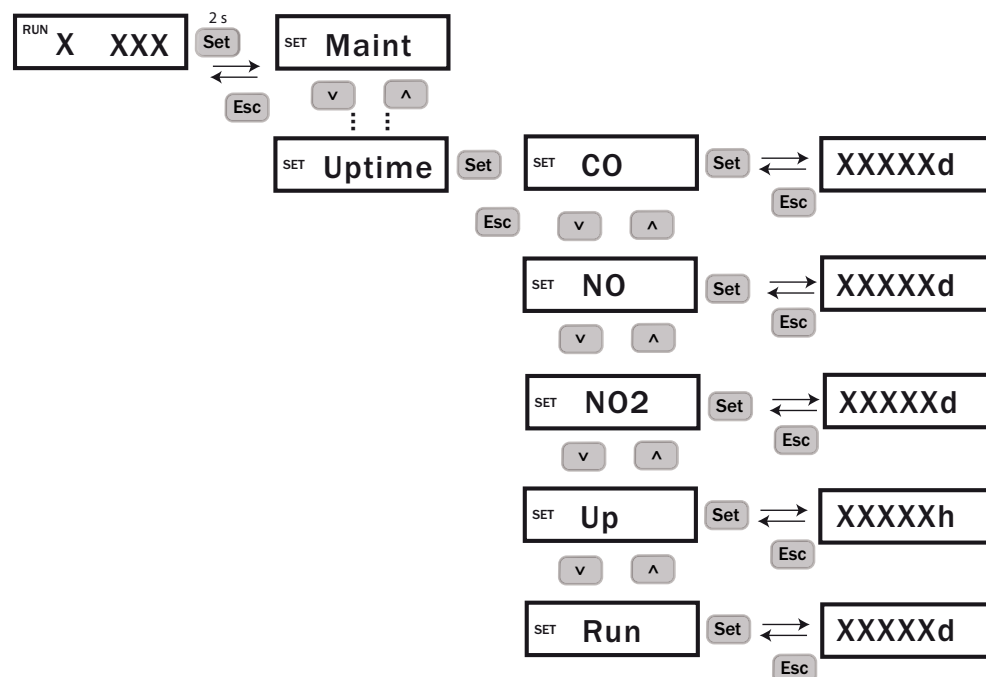 2 s
RUN X XXX Set SET Maint
Esc v ^
SET Uptime Set SET CO Set XXXXXd
Esc v ^ Esc
SET NO Set XXXXXd
v ^ Esc
SET NO2 Set XXXXXd
v ^ Esc
SET Up Set XXXXXh
v ^ Esc
SET Run Set XXXXXd
Esc